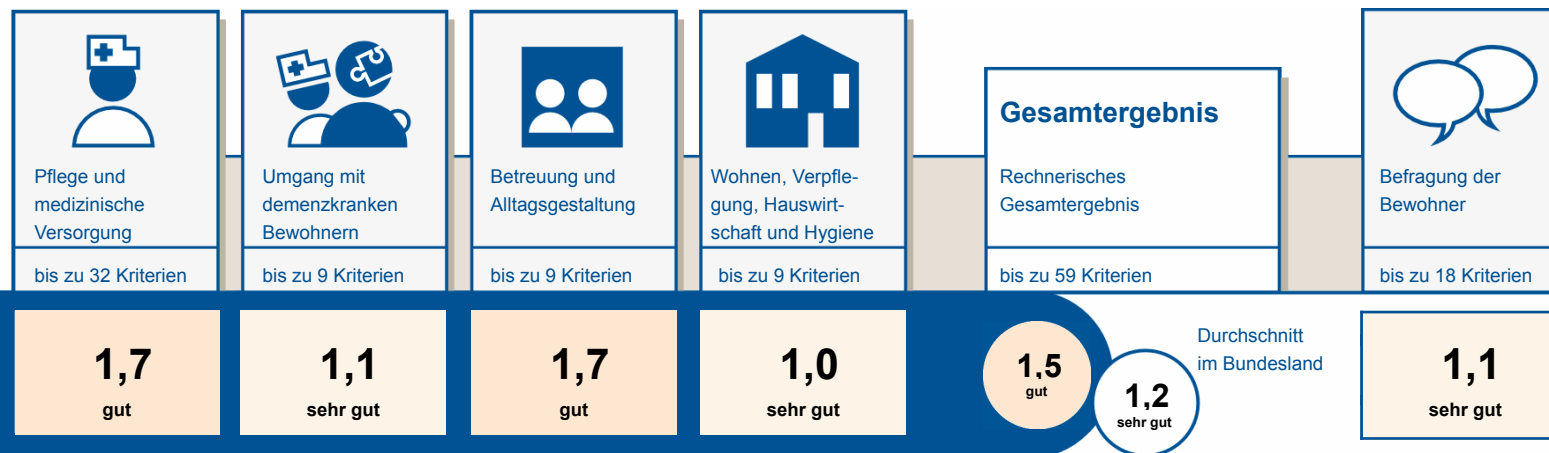 Pflege und
medizinische
Versorgung
bis zu 32 Kriterien
1,7
gut
Umgang mit
demenzkranken
Bewohnern
bis zu 9 Kriterien
1,1
sehr gut
Betreuung und
Alltagsgestaltung
bis zu 9 Kriterien
1,7
gut
Wohnen, Verpfle-
gung, Hauswirt-
schaft und Hygiene
bis zu 9 Kriterien
1,0
sehr gut
Gesamtergebnis
Rechnerisches
Gesamtergebnis
bis zu 59 Kriterien
1,5
gut
1,2
sehr gut
Durchschnitt
im Bundesland
Befragung der
Bewohner
bis zu 18 Kriterien
1,1
sehr gut